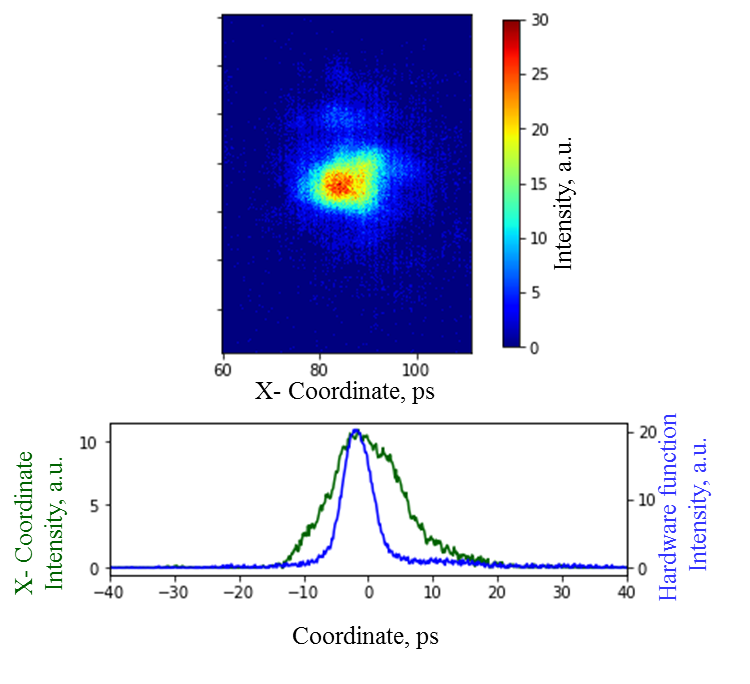 30
25
20
15
10
5
0
Intensity, a.u.
60 80 100
X- Coordinate, ps
X- Coordinate
Intensity, a.u.
10
5
0
20
10
0
Hardware function
Intensity, a.u.
−40 −30 −20 −10 0 10 20 30 40
Coordinate, ps